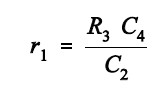 r₁ = R₃ C₄ / C₂